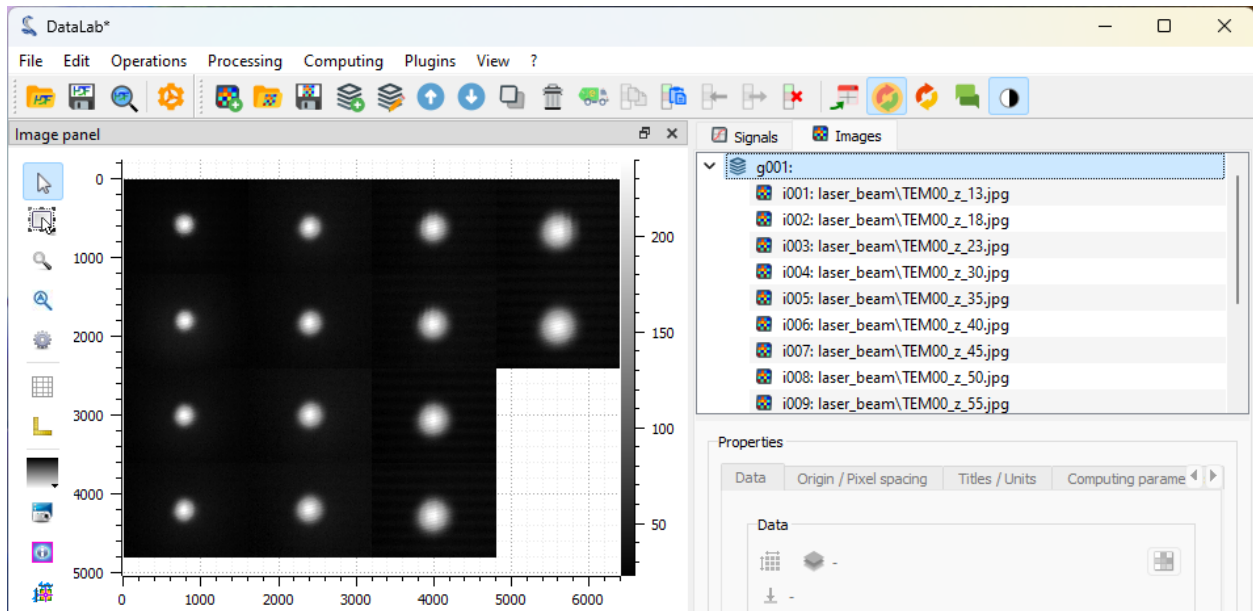 DataLab*
File Edit Operations Processing Computing Plugins View ?
Image panel
0
1000
2000
3000
4000
5000
0 1000 2000 3000 4000 5000 6000
200
150
100
50
Signals Images
g001:
i001: laser_beam\TEM00_z_13.jpg
i002: laser_beam\TEM00_z_18.jpg
i003: laser_beam\TEM00_z_23.jpg
i004: laser_beam\TEM00_z_30.jpg
i005: laser_beam\TEM00_z_35.jpg
i006: laser_beam\TEM00_z_40.jpg
i007: laser_beam\TEM00_z_45.jpg
i008: laser_beam\TEM00_z_50.jpg
i009: laser_beam\TEM00_z_55.jpg
Properties
Data Origin / Pixel spacing Titles / Units Computing parame
Data
-
-